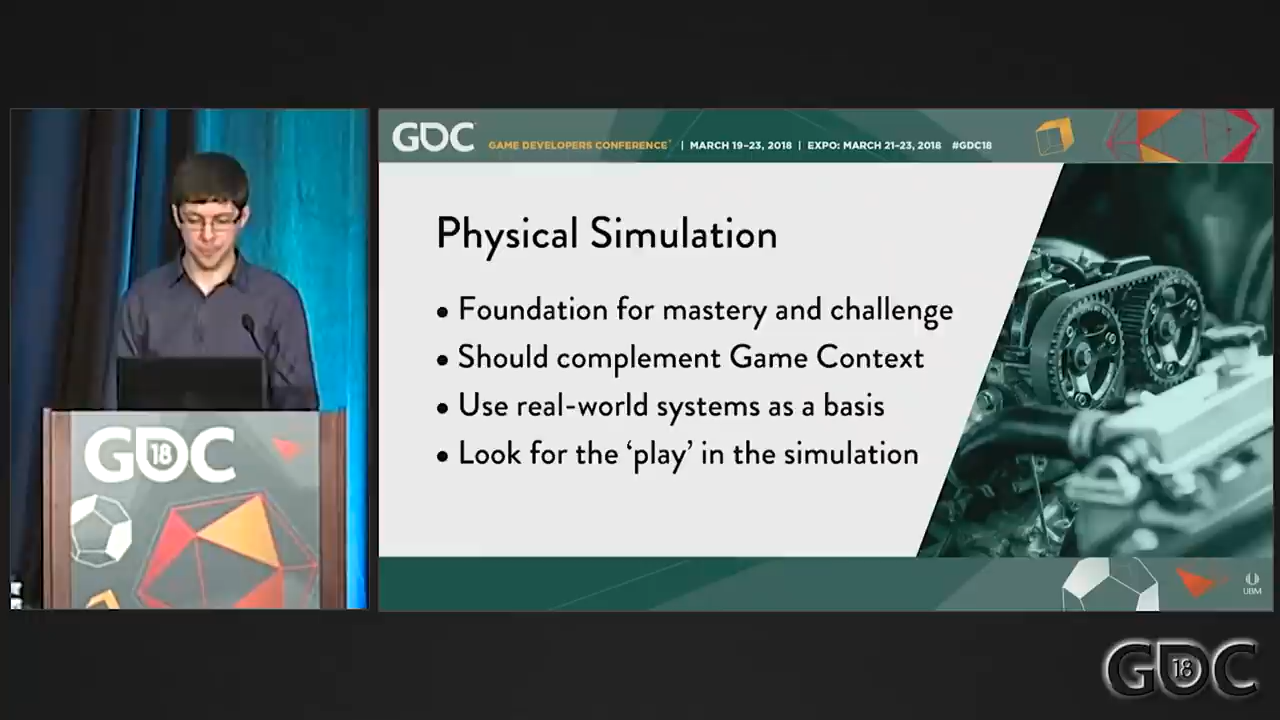 GDC
GAME DEVELOPERS CONFERENCE | MARCH 19–23, 2018 | EXPO: MARCH 21–23, 2018 #GDC18
Physical Simulation
• Foundation for mastery and challenge
• Should complement Game Context
• Use real-world systems as a basis
• Look for the ‘play’ in the simulation
GDC
18
UBM
GDC
18